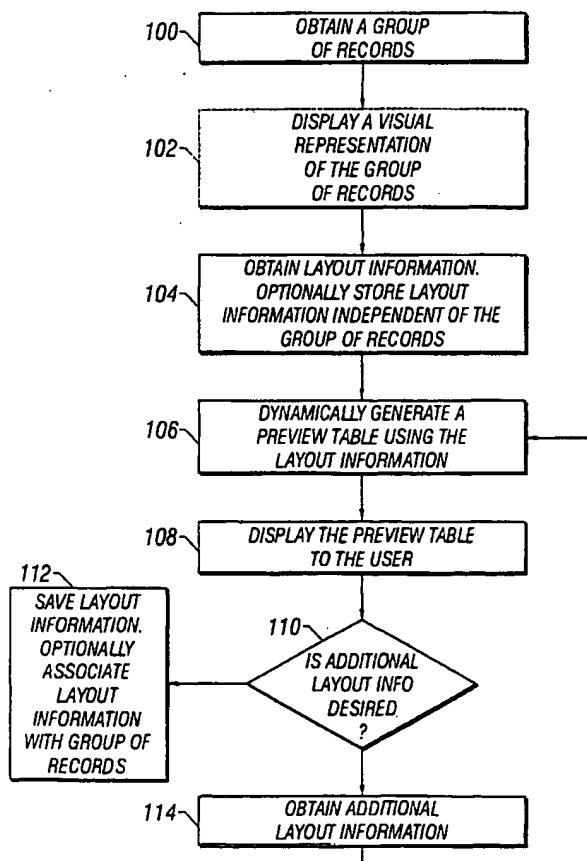 100
OBTAIN A GROUP
OF RECORDS
102
DISPLAY A VISUAL
REPRESENTATION
OF THE GROUP
OF RECORDS
104
OBTAIN LAYOUT INFORMATION.
OPTIONALLY STORE LAYOUT
INFORMATION INDEPENDENT OF THE
GROUP OF RECORDS
106
DYNAMICALLY GENERATE A
PREVIEW TABLE USING THE
LAYOUT INFORMATION
108
DISPLAY THE PREVIEW TABLE
TO THE USER
112
SAVE LAYOUT
INFORMATION.
OPTIONALLY
ASSOCIATE
LAYOUT
INFORMATION
WITH GROUP OF
RECORDS
110
IS ADDITIONAL
LAYOUT INFO
DESIRED
?
114
OBTAIN ADDITIONAL
LAYOUT INFORMATION